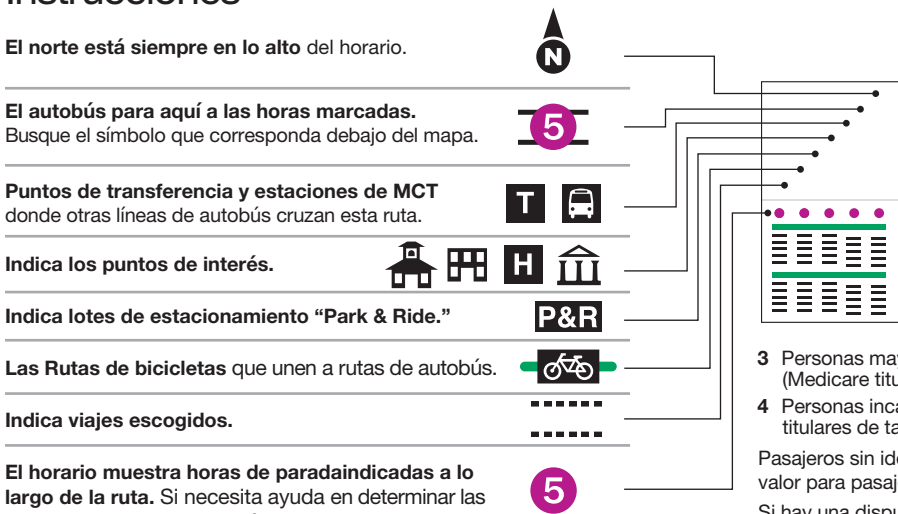 Instrucciones
El norte está siempre en lo alto del horario.
N
El autobús para aquí a las horas marcadas.
Busque el símbolo que corresponda debajo del mapa.
5
Puntos de transferencia y estaciones de MCT
donde otras líneas de autobús cruzan esta ruta.
T
Indica los puntos de interés.
H
Indica lotes de estacionamiento “Park & Ride.”
P&R
Las Rutas de bicicletas que unen a rutas de autobús.
Indica viajes escogidos.
El horario muestra horas de paradaindicadas a lo
largo de la ruta. Si necesita ayuda en determinar las
5
3 Personas may
(Medicare titu
4 Personas inca
titulares de ta
Pasajeros sin ide
valor para pasaj
Si hay una dispu